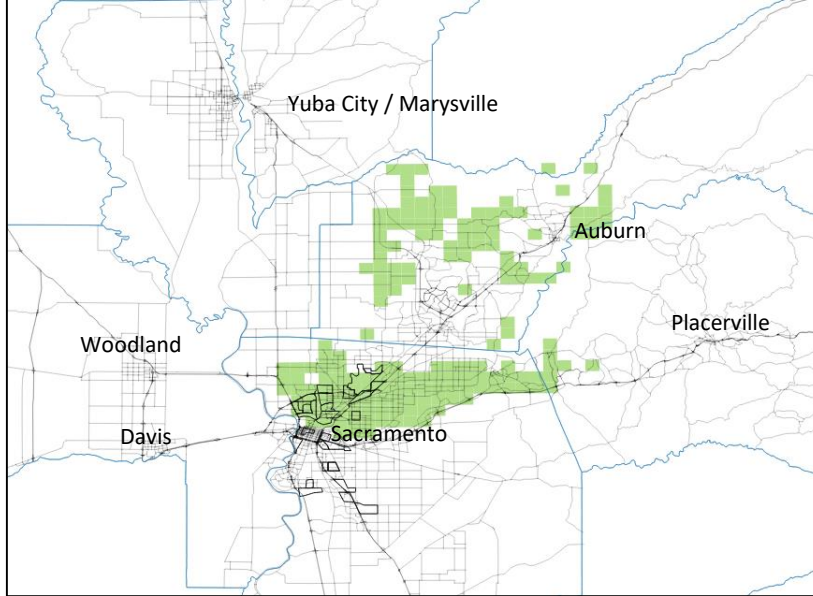 Yuba City / Marysville
Auburn
Placerville
Woodland
Davis
Sacramento